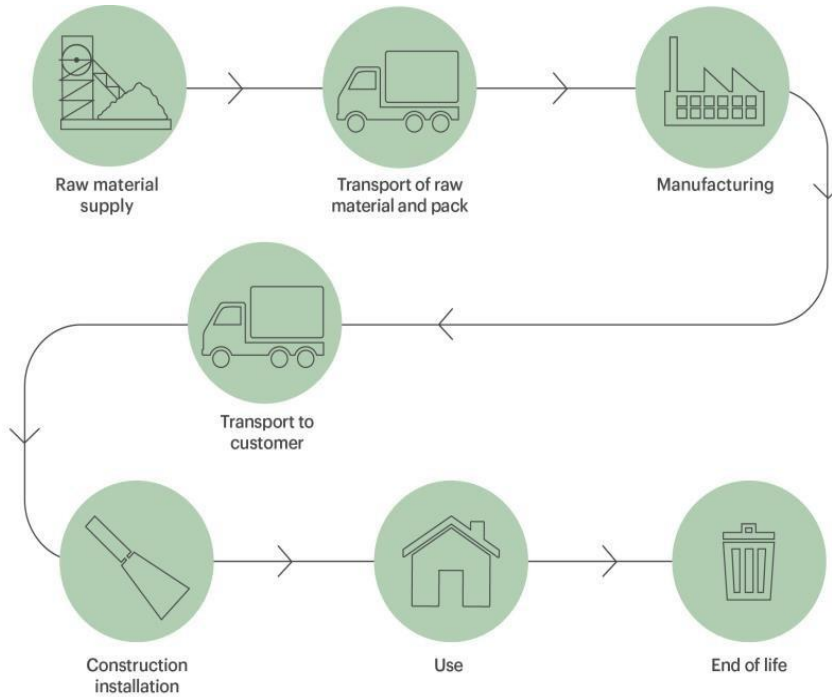 Raw material
supply
Transport of raw
material and pack
Manufacturing
Transport to
customer
Construction
installation
Use
End of life